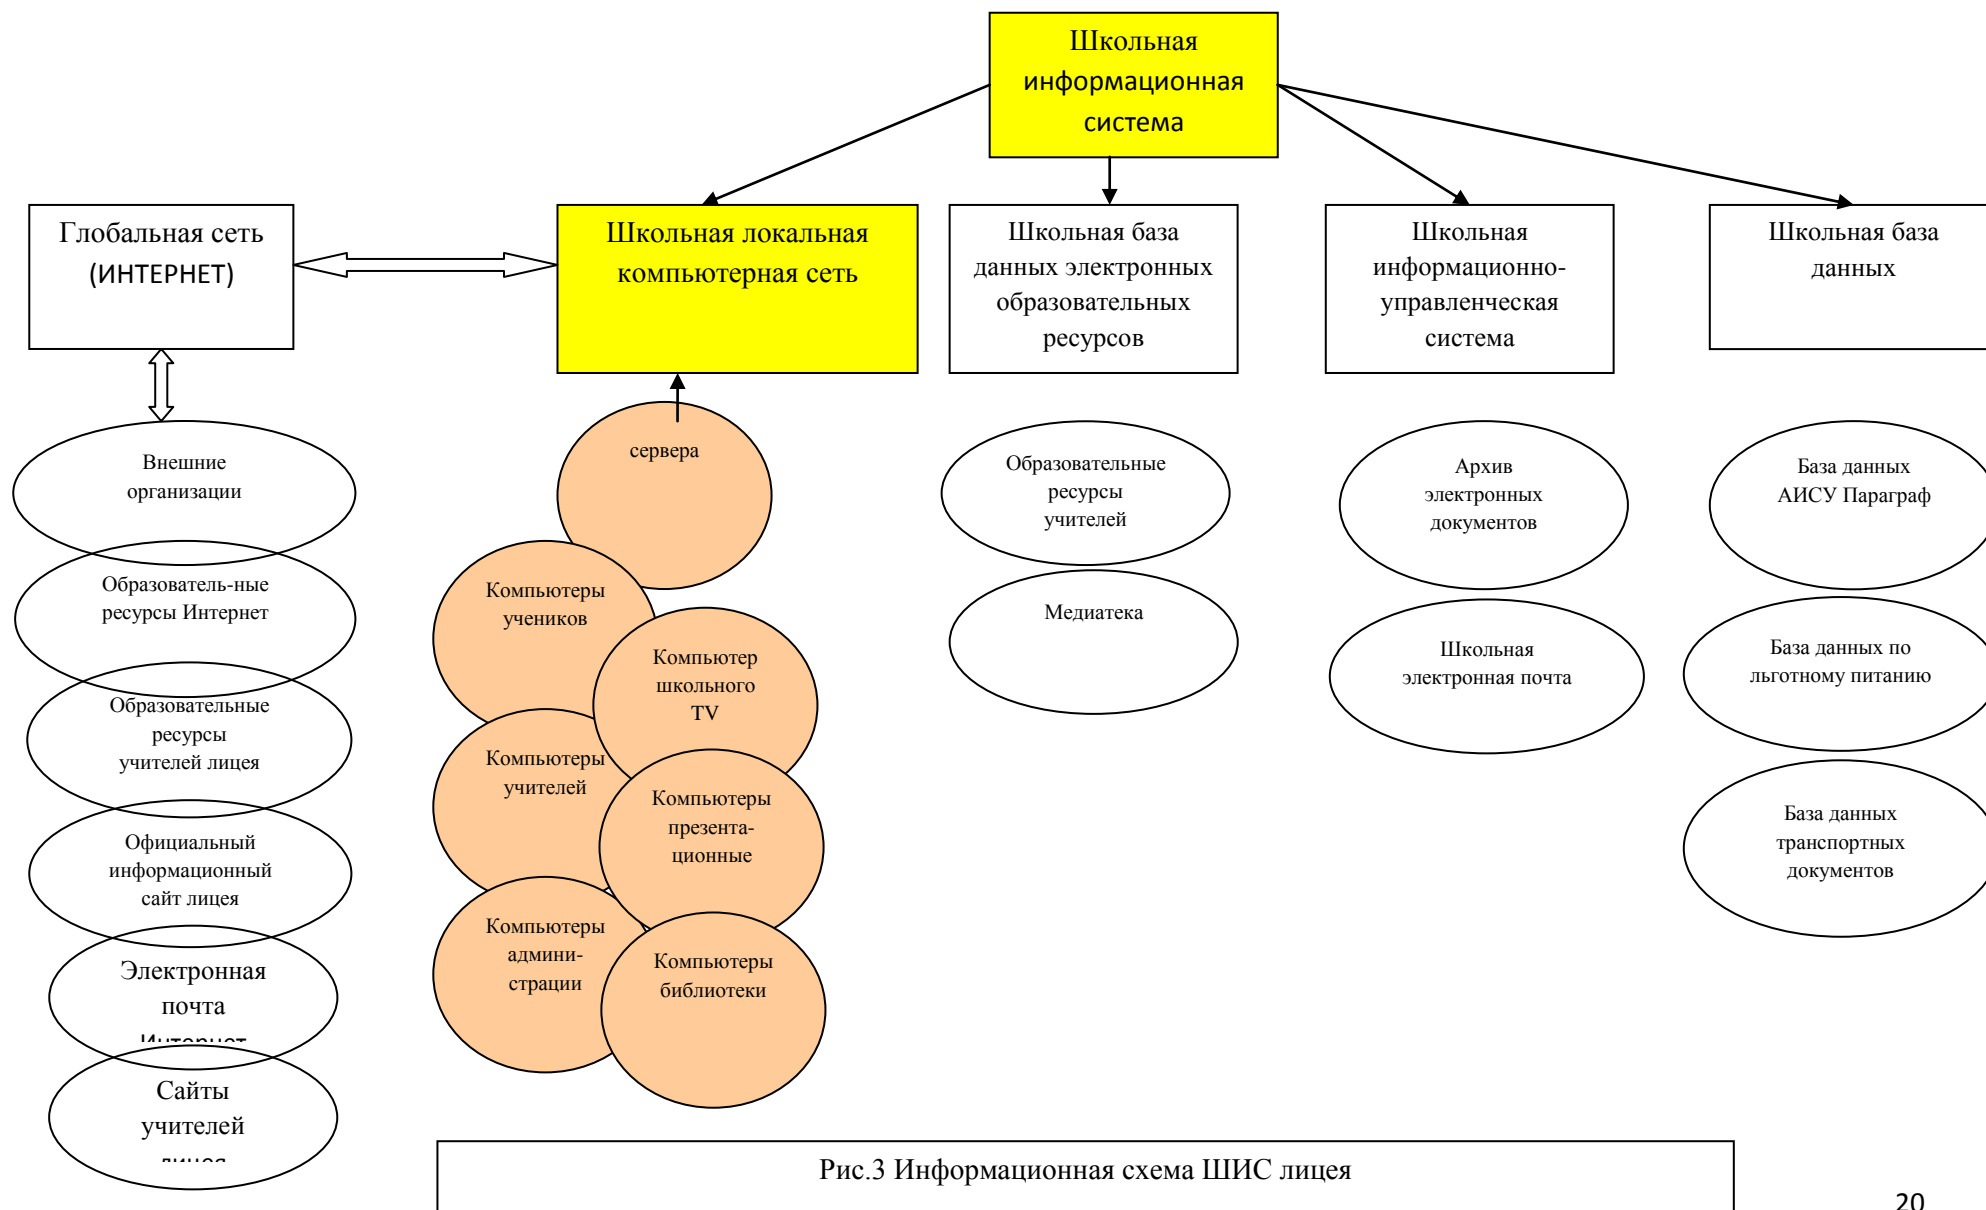 Школьная
информационная
система
Глобальная сеть
(ИНТЕРНЕТ)
Школьная локальная
компьютерная сеть
Школьная база
данных электронных
образовательных
ресурсов
Школьная
информационно-
управленческая
система
Школьная база
данных
Внешние
организации
Образователь-ные
ресурсы Интернет
Образовательные
ресурсы
учителей лицея
Официальный
информационный
сайт лицея
Электронная
почта
Интернет
Сайты
учителей
лицея
сервера
Компьютеры
учеников
Компьютер
школьного
TV
Компьютеры
учителей
Компьютеры
презента-
ционные
Компьютеры
админи-
страции
Компьютеры
библиотеки
Образовательные
ресурсы
учителей
Медиатека
Архив
электронных
документов
Школьная
электронная почта
База данных
АИСУ Параграф
База данных по
льготному питанию
База данных
транспортных
документов
Рис.3 Информационная схема ШИС лицея
20